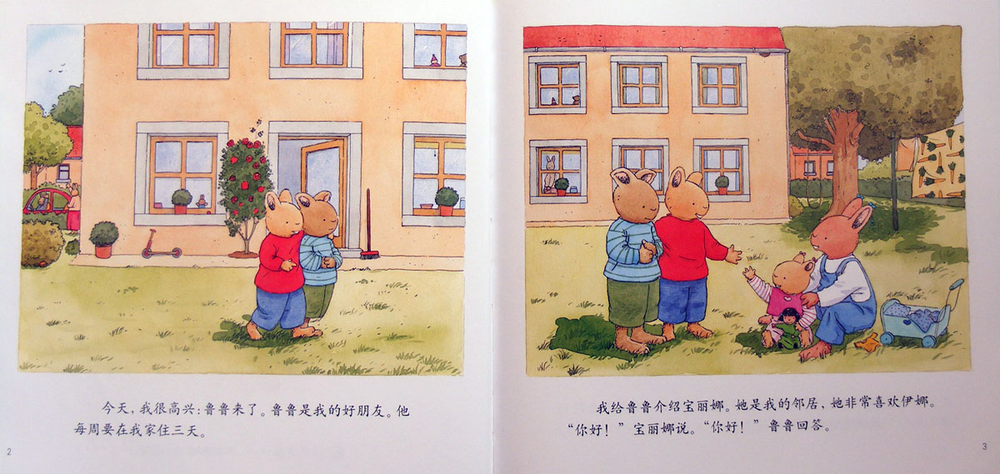 今天，我很高兴：鲁鲁来了。鲁鲁是我的好朋友。他
每周要在我家住三天。
2
我给鲁鲁介绍宝丽娜。她是我的邻居，她非常喜欢伊娜。
“你好！”宝丽娜说。“你好！”鲁鲁回答。
3